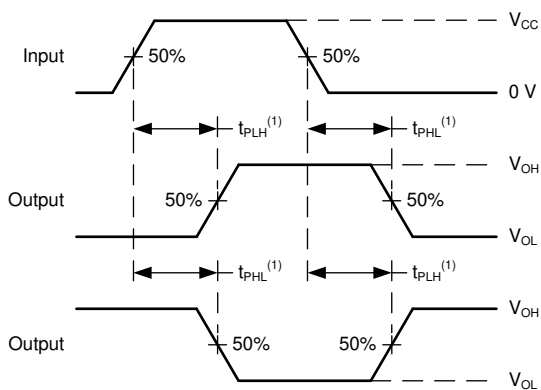 V_CC
Input
50%
50%
0 V
t_PLH^(1)
t_PHL^(1)
V_OH
Output
50%
50%
V_OL
t_PHL^(1)
t_PLH^(1)
V_OH
Output
50%
50%
V_OL